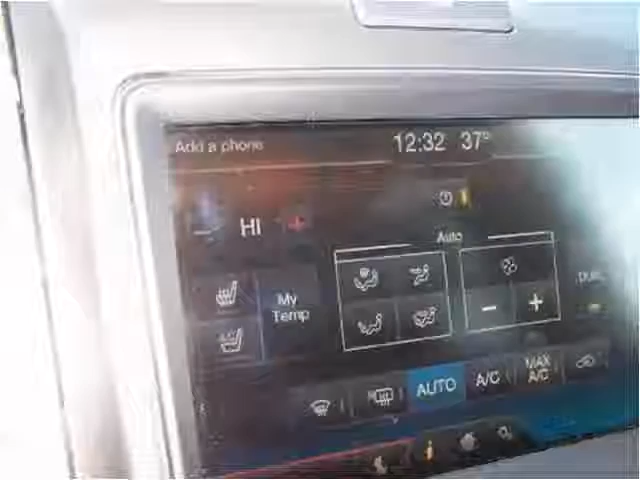 Add a phone 12:32 37°
HI +
Auto
My
Temp
- +
AUTO A/C MAX
A/C